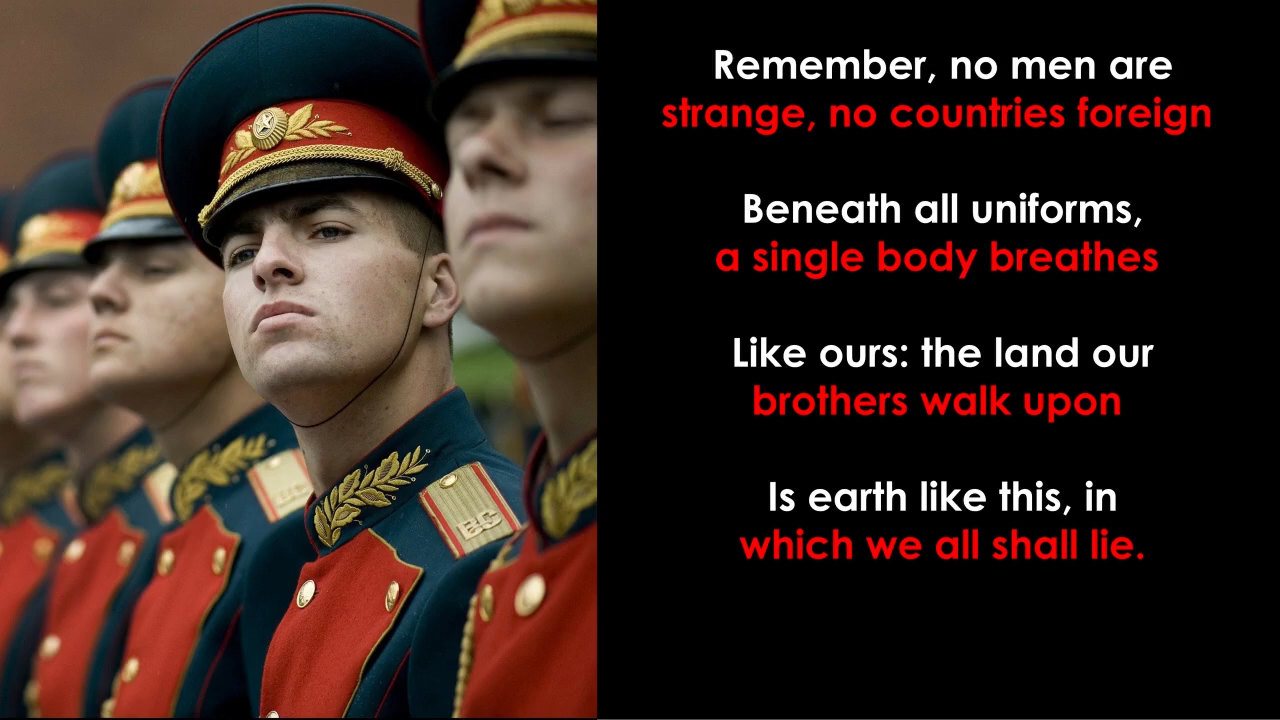 Remember, no men are
strange, no countries foreign
Beneath all uniforms,
a single body breathes
Like ours: the land our
brothers walk upon
Is earth like this, in
which we all shall lie.
ВС